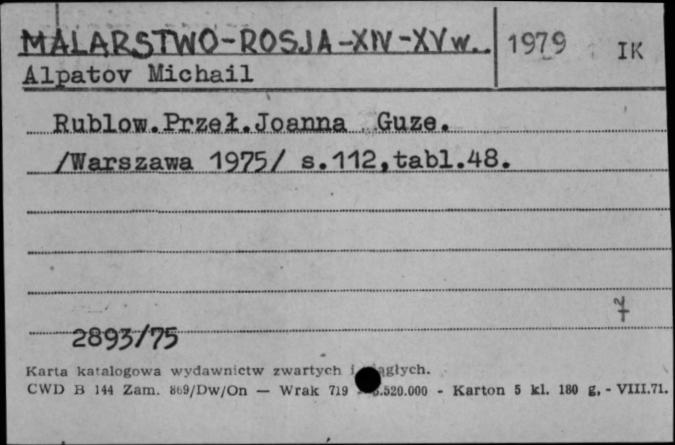 MALARSTWO-ROSJA-XIV-XVw. 1979 IK
Alpatov Michail
Rublow.Przeł.Joanna Guze.
/Warszawa 1975/ s.112,tabl.48.
7
2893/75
Karta katalogowa wydawnictw zwartych i
CWD B 144 Zam. 869/Dw/On — Wrak 719 .520.000 - Karton 5 kl. 180 g. - VIII.71.